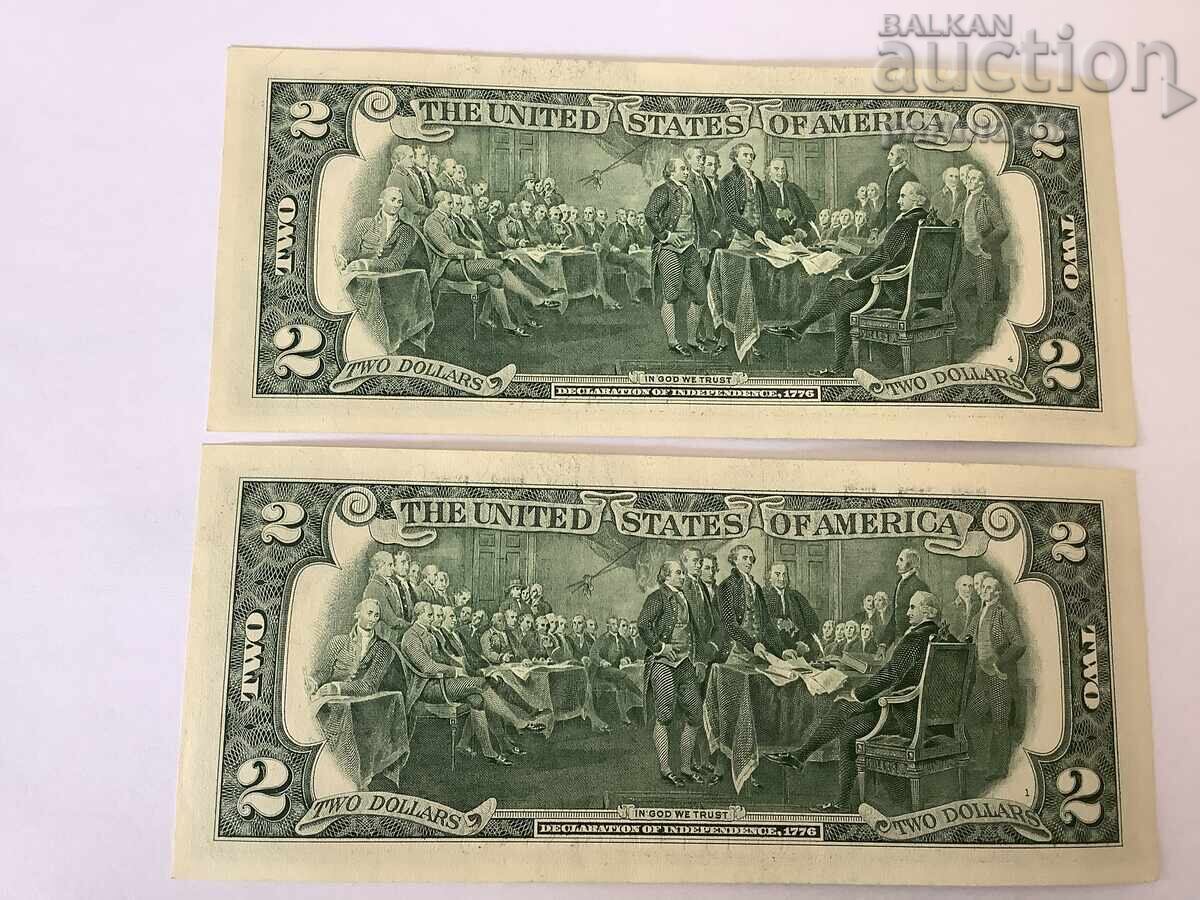 BALKAN
auction
2 THE UNITED STATES OF AMERICA 2
TWO TWO
4
2 TWO DOLLARS IN GOD WE TRUST TWO DOLLARS 2
DECLARATION OF INDEPENDENCE, 1776
2 THE UNITED STATES OF AMERICA 2
TWO TWO
1
2 TWO DOLLARS IN GOD WE TRUST TWO DOLLARS 2
DECLARATION OF INDEPENDENCE, 1776